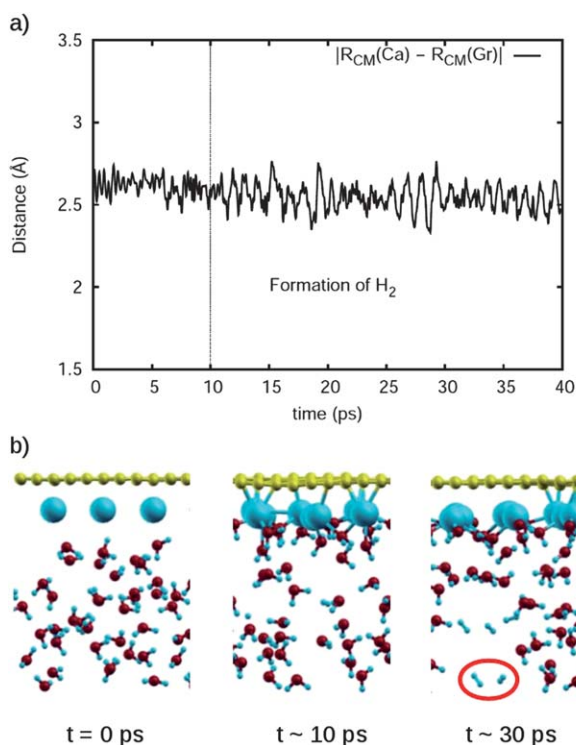 a)
3.5
|R_CM(Ca) – R_CM(Gr)|
3
Distance (Å)
2.5
2
Formation of H₂
1.5
0 5 10 15 20 25 30 35 40
time (ps)
b)
t = 0 ps t ~ 10 ps t ~ 30 ps